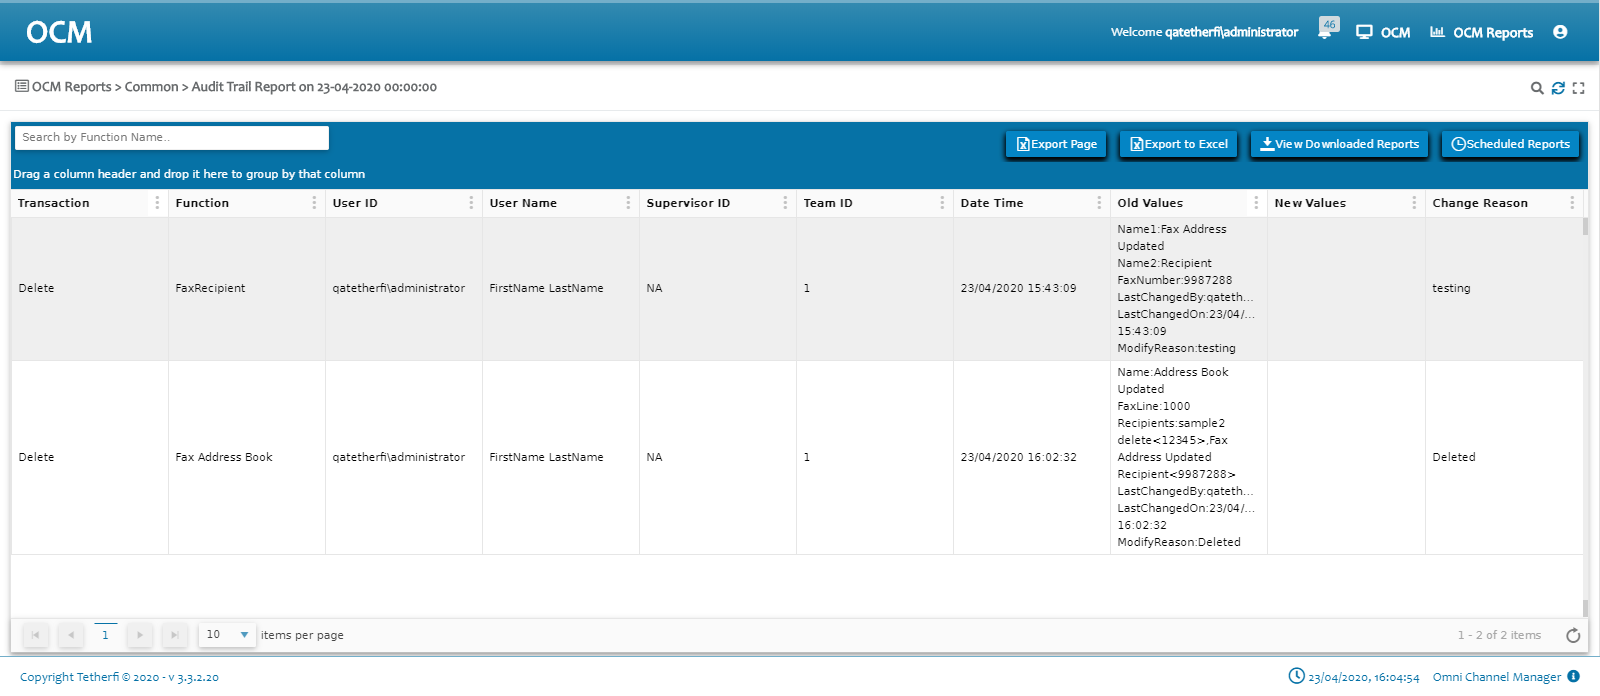 OCM
Welcome qatetherfi\administrator
46
OCM
OCM Reports
OCM Reports > Common > Audit Trail Report on 23-04-2020 00:00:00
Search by Function Name..
Export Page
Export to Excel
View Downloaded Reports
Scheduled Reports
Drag a column header and drop it here to group by that column
Transaction Function User ID User Name Supervisor ID Team ID Date Time Old Values New Values Change Reason
Name1:Fax Address
Updated
Name2:Recipient
FaxNumber:9987288
Delete FaxRecipient qatetherfi\administrator FirstName LastName NA 1 23/04/2020 15:43:09 testing
LastChangedBy:qateth...
LastChangedOn:23/04/...
15:43:09
ModifyReason:testing
Name:Address Book
Updated
FaxLine:1000
Recipients:sample2
delete<12345>,Fax
Delete Fax Address Book qatetherfi\administrator FirstName LastName NA 1 23/04/2020 16:02:32 Address Updated Deleted
Recipient<9987288>
LastChangedBy:qateth...
LastChangedOn:23/04/...
16:02:32
ModifyReason:Deleted
1 10 items per page 1 - 2 of 2 items
Copyright Tetherfi © 2020 - v 3.3.2.20
23/04/2020, 16:04:54 Omni Channel Manager